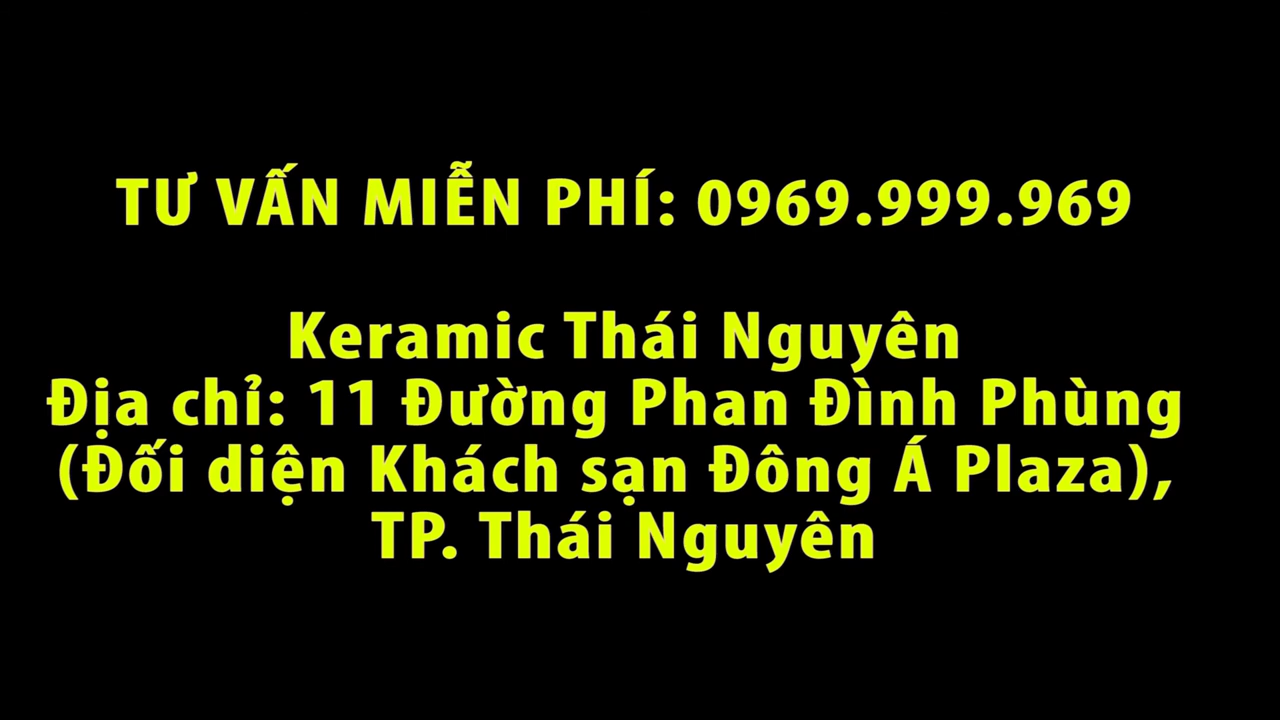 TƯ VẤN MIỄN PHÍ: 0969.999.969
Keramic Thái Nguyên
Địa chỉ: 11 Đường Phan Đình Phùng
(Đối diện Khách sạn Đông Á Plaza),
TP. Thái Nguyên